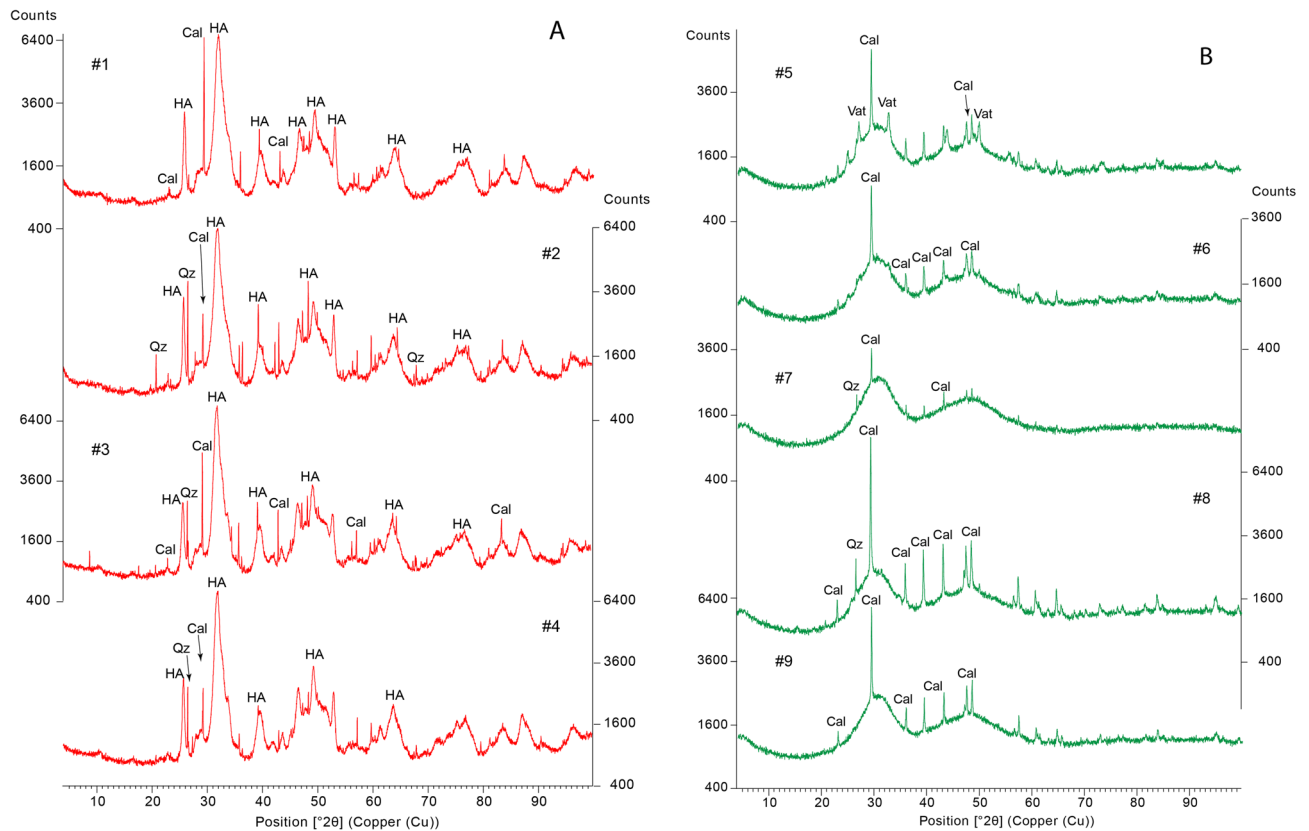 Counts
A
6400
Cal
HA
#1
3600
HA
HA
Cal
HA
HA
HA
HA
HA
1600
Cal
400
Counts
HA
6400
Cal
#2
Qz
HA
HA
HA
HA
HA
HA
3600
Qz
Qz
1600
400
HA
6400
#3
Cal
HA
Qz
HA
HA
Cal
HA
Cal
HA
Cal
3600
1600
Cal
400
HA
6400
#4
Cal
Qz
HA
HA
HA
HA
3600
1600
400
10 20 30 40 50 60 70 80 90
Position [°2θ] (Copper (Cu))
Counts
B
Cal
#5
3600
Vat
Vat
Cal
Vat
1600
400
Counts
Cal
3600
#6
Cal
Cal
Cal
Cal
1600
400
3600
#7
Cal
Qz
Cal
1600
400
Cal
6400
#8
Qz
Cal
Cal
Cal
Cal
3600
Cal
1600
400
6400
Cal
3600
#9
Cal
Cal
Cal
Cal
Cal
1600
400
10 20 30 40 50 60 70 80 90
Position [°2θ] (Copper (Cu))